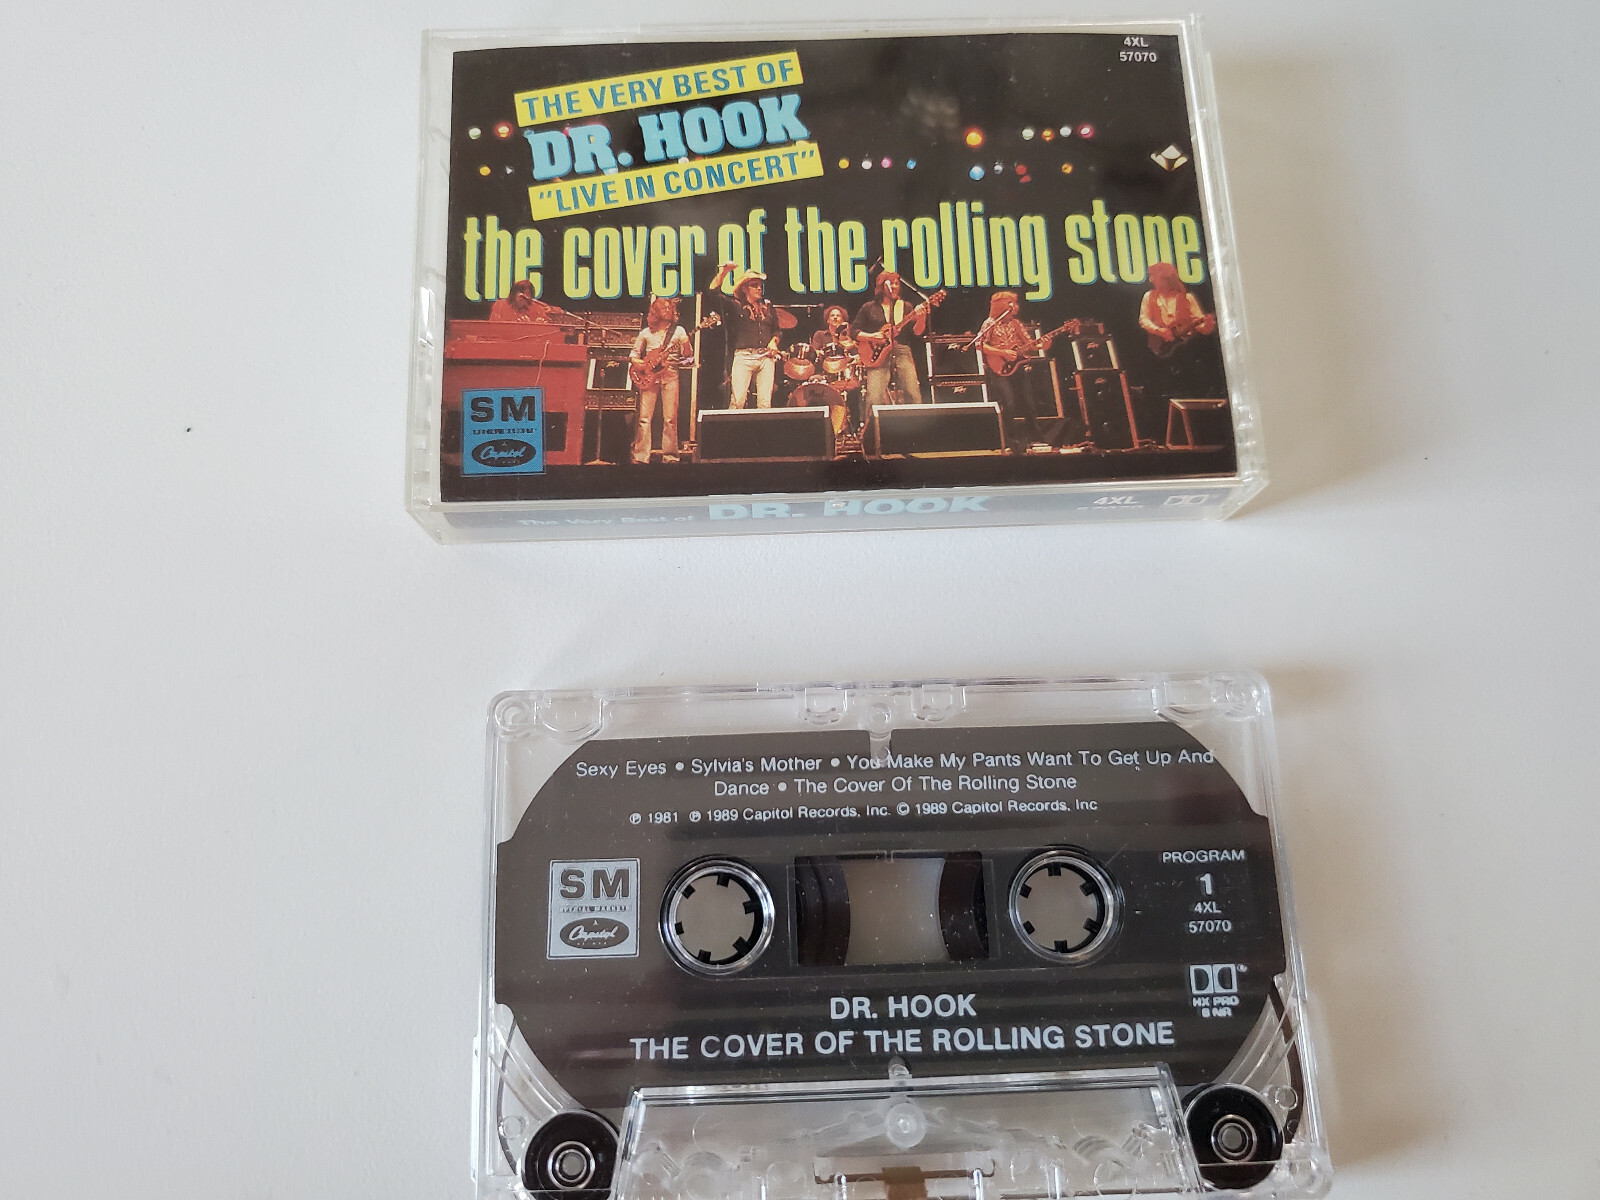 4XL
57070
THE VERY BEST OF
DR. HOOK
"LIVE IN CONCERT"
the cover of the rolling stone
SM
Capitol
The Very Best of DR. HOOK 4XL
Sexy Eyes • Sylvia's Mother • You Make My Pants Want To Get Up And
Dance • The Cover Of The Rolling Stone
℗ 1981 ℗ 1989 Capitol Records, Inc. © 1989 Capitol Records, Inc
SM
SPECIAL MARKETS
Capitol
PROGRAM
1
4XL
57070
HX PRO
B NR
DR. HOOK
THE COVER OF THE ROLLING STONE